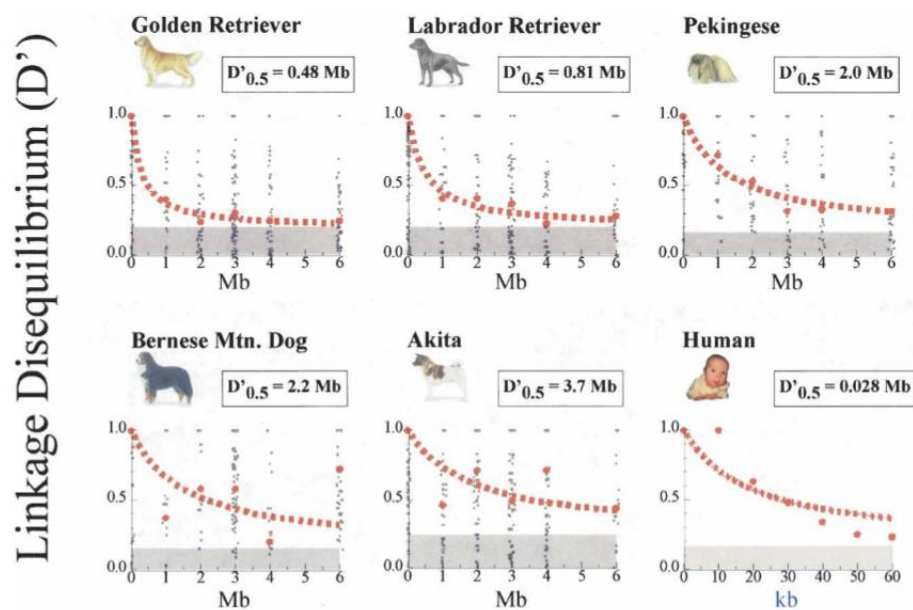 Linkage Disequilibrium (D’)
Golden Retriever
D’0.5 = 0.48 Mb
1.0
0.5
0.0
0 1 2 3 4 6
Mb
Labrador Retriever
D’0.5 = 0.81 Mb
1.0
0.5
0.0
0 1 2 3 4 6
Mb
Pekingese
D’0.5 = 2.0 Mb
1.0
0.5
0.0
0 1 2 3 4 6
Mb
Bernese Mtn. Dog
D’0.5 = 2.2 Mb
1.0
0.5
0.0
0 1 2 3 4 6
Mb
Akita
D’0.5 = 3.7 Mb
1.0
0.5
0.0
0 1 2 3 4 6
Mb
Human
D’0.5 = 0.028 Mb
1.0
0.5
0.0
0 10 20 30 40 50 60
kb